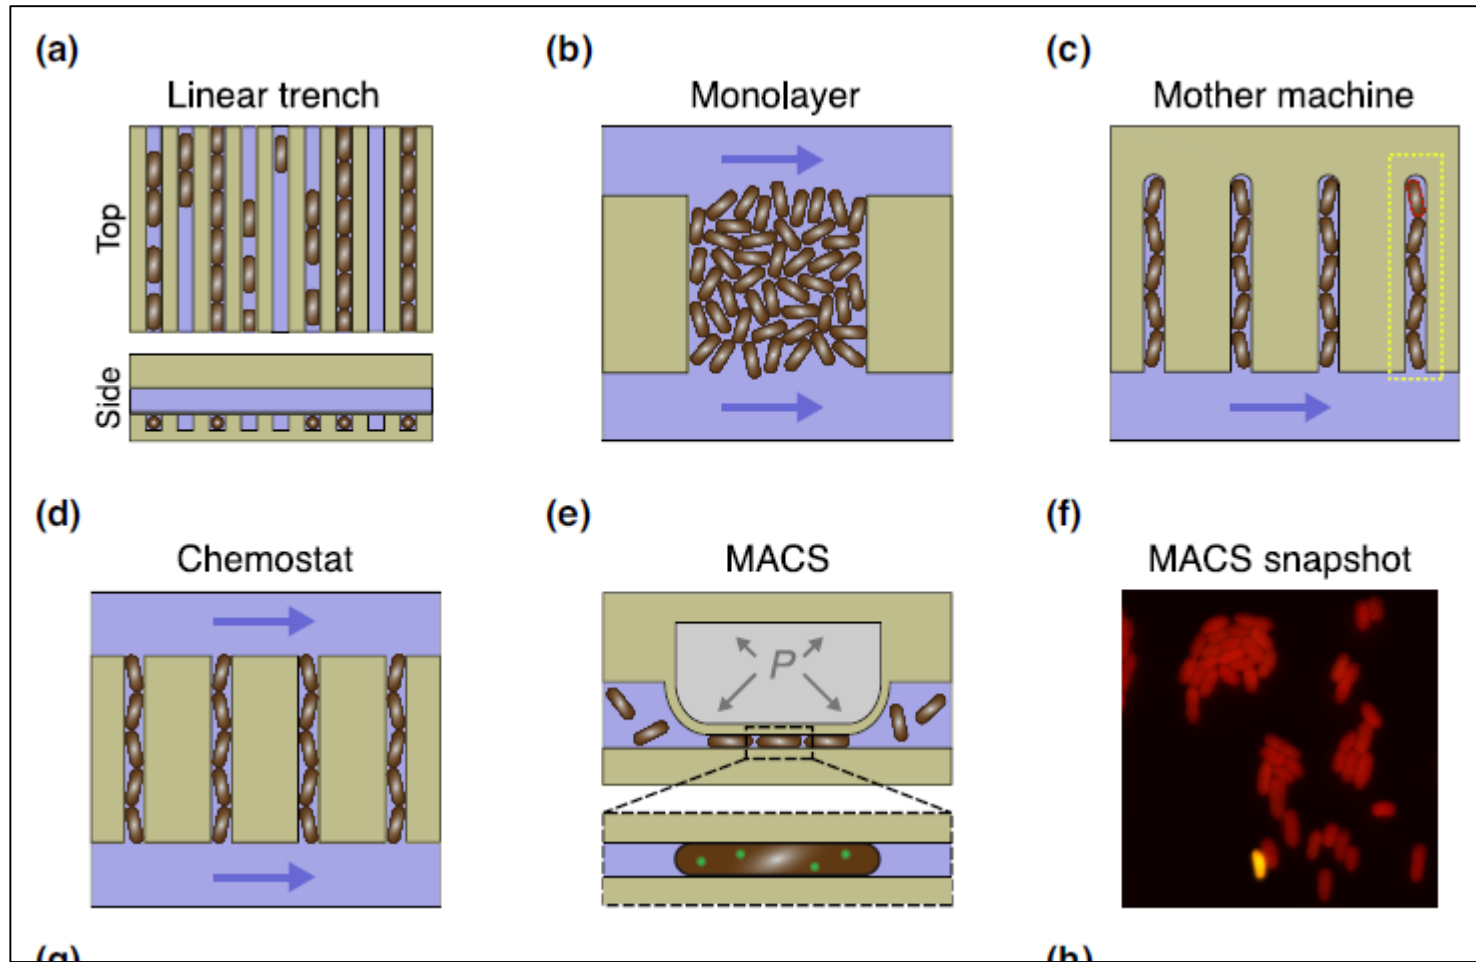 (a)
Linear trench
Top
Side
(b)
Monolayer
(c)
Mother machine
(d)
Chemostat
(e)
MACS
P
(f)
MACS snapshot
(g)
(h)